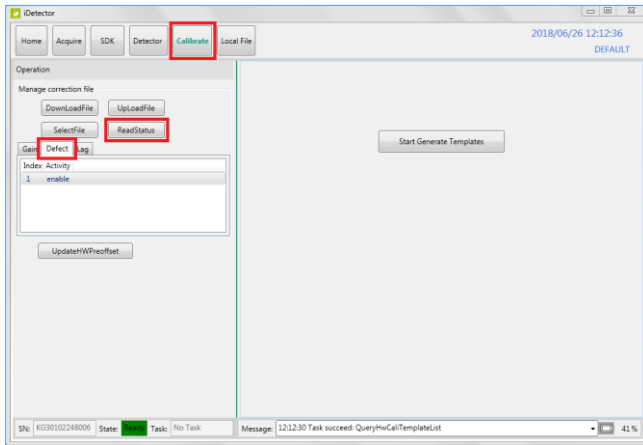 iDetector
Home Acquire SDK Detector Calibrate Local File
2018/06/26 12:12:36
DEFAULT
Operation
Manage correction file
DownLoadFile UpLoadFile
SelectFile ReadStatus
Gain Defect Lag
Index Activity
1 enable
UpdateHWPreoffset
Start Generate Templates
SN: KG30102248006 State: Ready Task: No Task Message: 12:12:30 Task succeed: QueryHwCaliTemplateList 41%